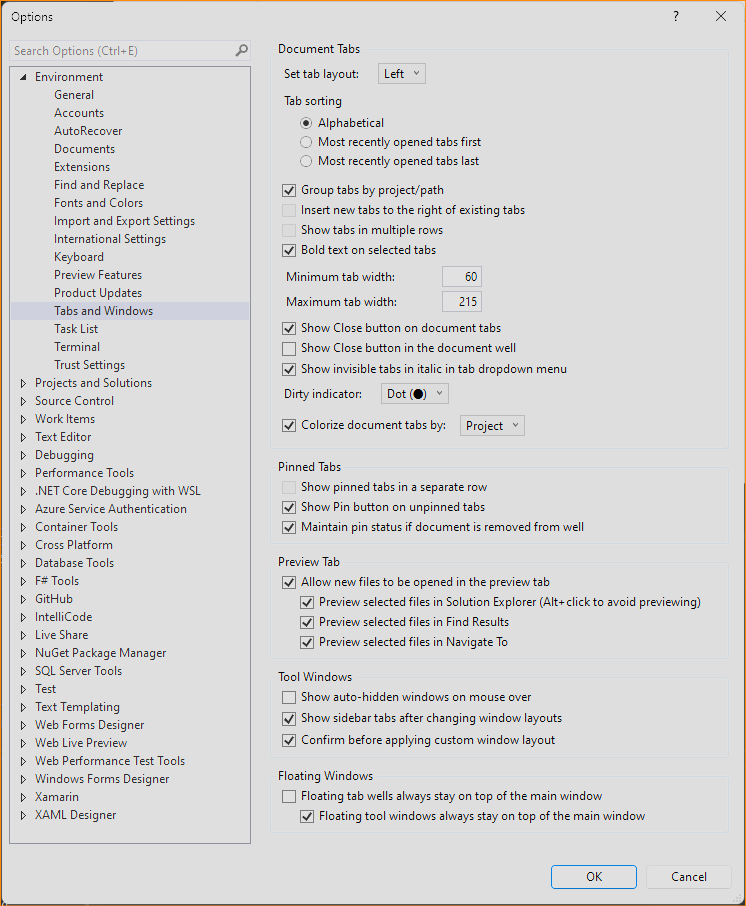 Options
?
Search Options (Ctrl+E)
Environment
General
Accounts
AutoRecover
Documents
Extensions
Find and Replace
Fonts and Colors
Import and Export Settings
International Settings
Keyboard
Preview Features
Product Updates
Tabs and Windows
Task List
Terminal
Trust Settings
Projects and Solutions
Source Control
Work Items
Text Editor
Debugging
Performance Tools
.NET Core Debugging with WSL
Azure Service Authentication
Container Tools
Cross Platform
Database Tools
F# Tools
GitHub
IntelliCode
Live Share
NuGet Package Manager
SQL Server Tools
Test
Text Templating
Web Forms Designer
Web Live Preview
Web Performance Test Tools
Windows Forms Designer
Xamarin
XAML Designer
Document Tabs
Set tab layout: Left
Tab sorting
Alphabetical
Most recently opened tabs first
Most recently opened tabs last
Group tabs by project/path
Insert new tabs to the right of existing tabs
Show tabs in multiple rows
Bold text on selected tabs
Minimum tab width: 60
Maximum tab width: 215
Show Close button on document tabs
Show Close button in the document well
Show invisible tabs in italic in tab dropdown menu
Dirty indicator: Dot (●)
Colorize document tabs by: Project
Pinned Tabs
Show pinned tabs in a separate row
Show Pin button on unpinned tabs
Maintain pin status if document is removed from well
Preview Tab
Allow new files to be opened in the preview tab
Preview selected files in Solution Explorer (Alt+click to avoid previewing)
Preview selected files in Find Results
Preview selected files in Navigate To
Tool Windows
Show auto-hidden windows on mouse over
Show sidebar tabs after changing window layouts
Confirm before applying custom window layout
Floating Windows
Floating tab wells always stay on top of the main window
Floating tool windows always stay on top of the main window
OK Cancel